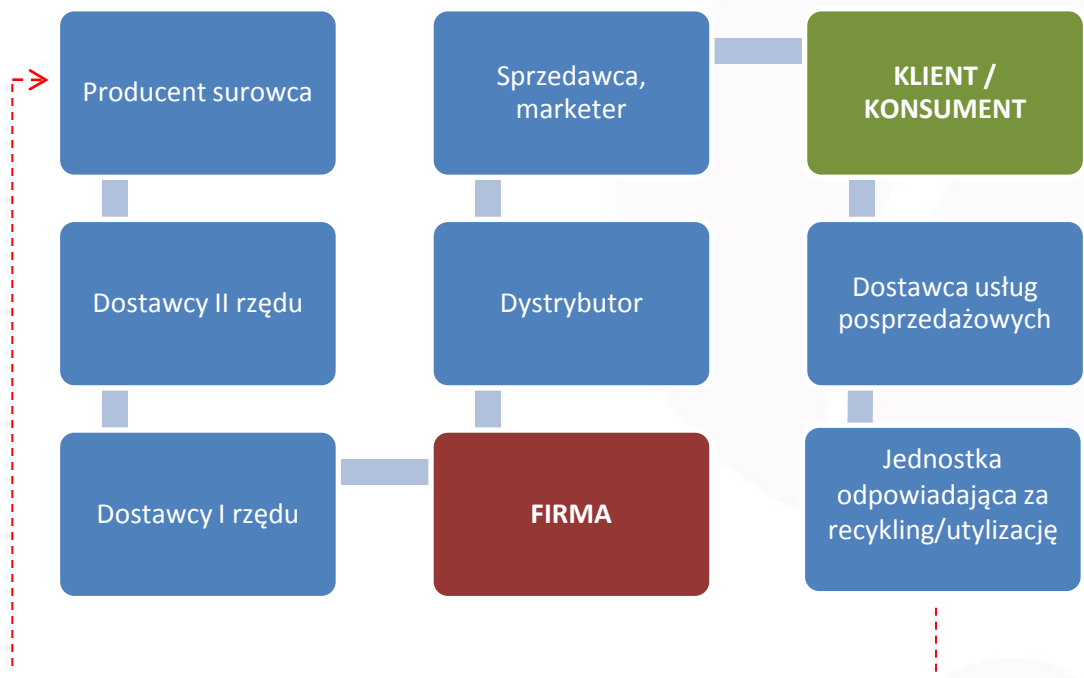 Producent surowca
Dostawcy II rzędu
Dostawcy I rzędu
FIRMA
Dystrybutor
Sprzedawca,
marketer
KLIENT /
KONSUMENT
Dostawca usług
posprzedażowych
Jednostka
odpowiadająca za
recykling/utylizację